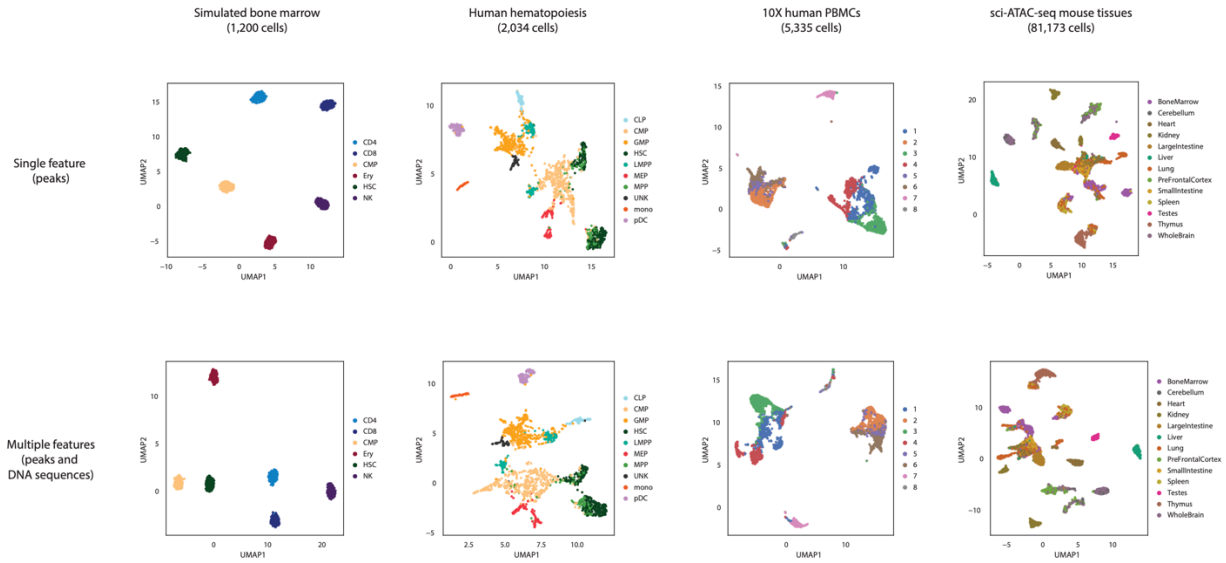 Simulated bone marrow
(1,200 cells)
Human hematopoiesis
(2,034 cells)
10X human PBMCs
(5,335 cells)
sci-ATAC-seq mouse tissues
(81,173 cells)
Single feature
(peaks)
UMAP2
15
10
5
0
−5
−10
−5
0
5
10
UMAP1
CD4
CD8
CMP
Ery
HSC
NK
UMAP2
10
5
0
0
5
10
15
UMAP1
CLP
CMP
GMP
HSC
LMPP
MEP
MPP
UNK
mono
pDC
UMAP2
15
10
5
0
−5
0
10
UMAP1
1
2
3
4
5
6
7
8
UMAP2
20
10
0
−5
0
5
10
15
UMAP1
BoneMarrow
Cerebellum
Heart
Kidney
LargeIntestine
Liver
Lung
PreFrontalCortex
SmallIntestine
Spleen
Testes
Thymus
WholeBrain
Multiple features
(peaks and
DNA sequences)
UMAP2
10
5
0
0
10
20
UMAP1
CD4
CD8
CMP
Ery
HSC
NK
UMAP2
10
5
0
−5
2.5
5.0
7.5
10.0
UMAP1
CLP
CMP
GMP
HSC
LMPP
MEP
MPP
UNK
mono
pDC
UMAP2
15
10
5
0
0
10
UMAP1
1
2
3
4
5
6
7
8
UMAP2
10
0
−10
−5
0
5
10
UMAP1
BoneMarrow
Cerebellum
Heart
Kidney
LargeIntestine
Liver
Lung
PreFrontalCortex
SmallIntestine
Spleen
Testes
Thymus
WholeBrain